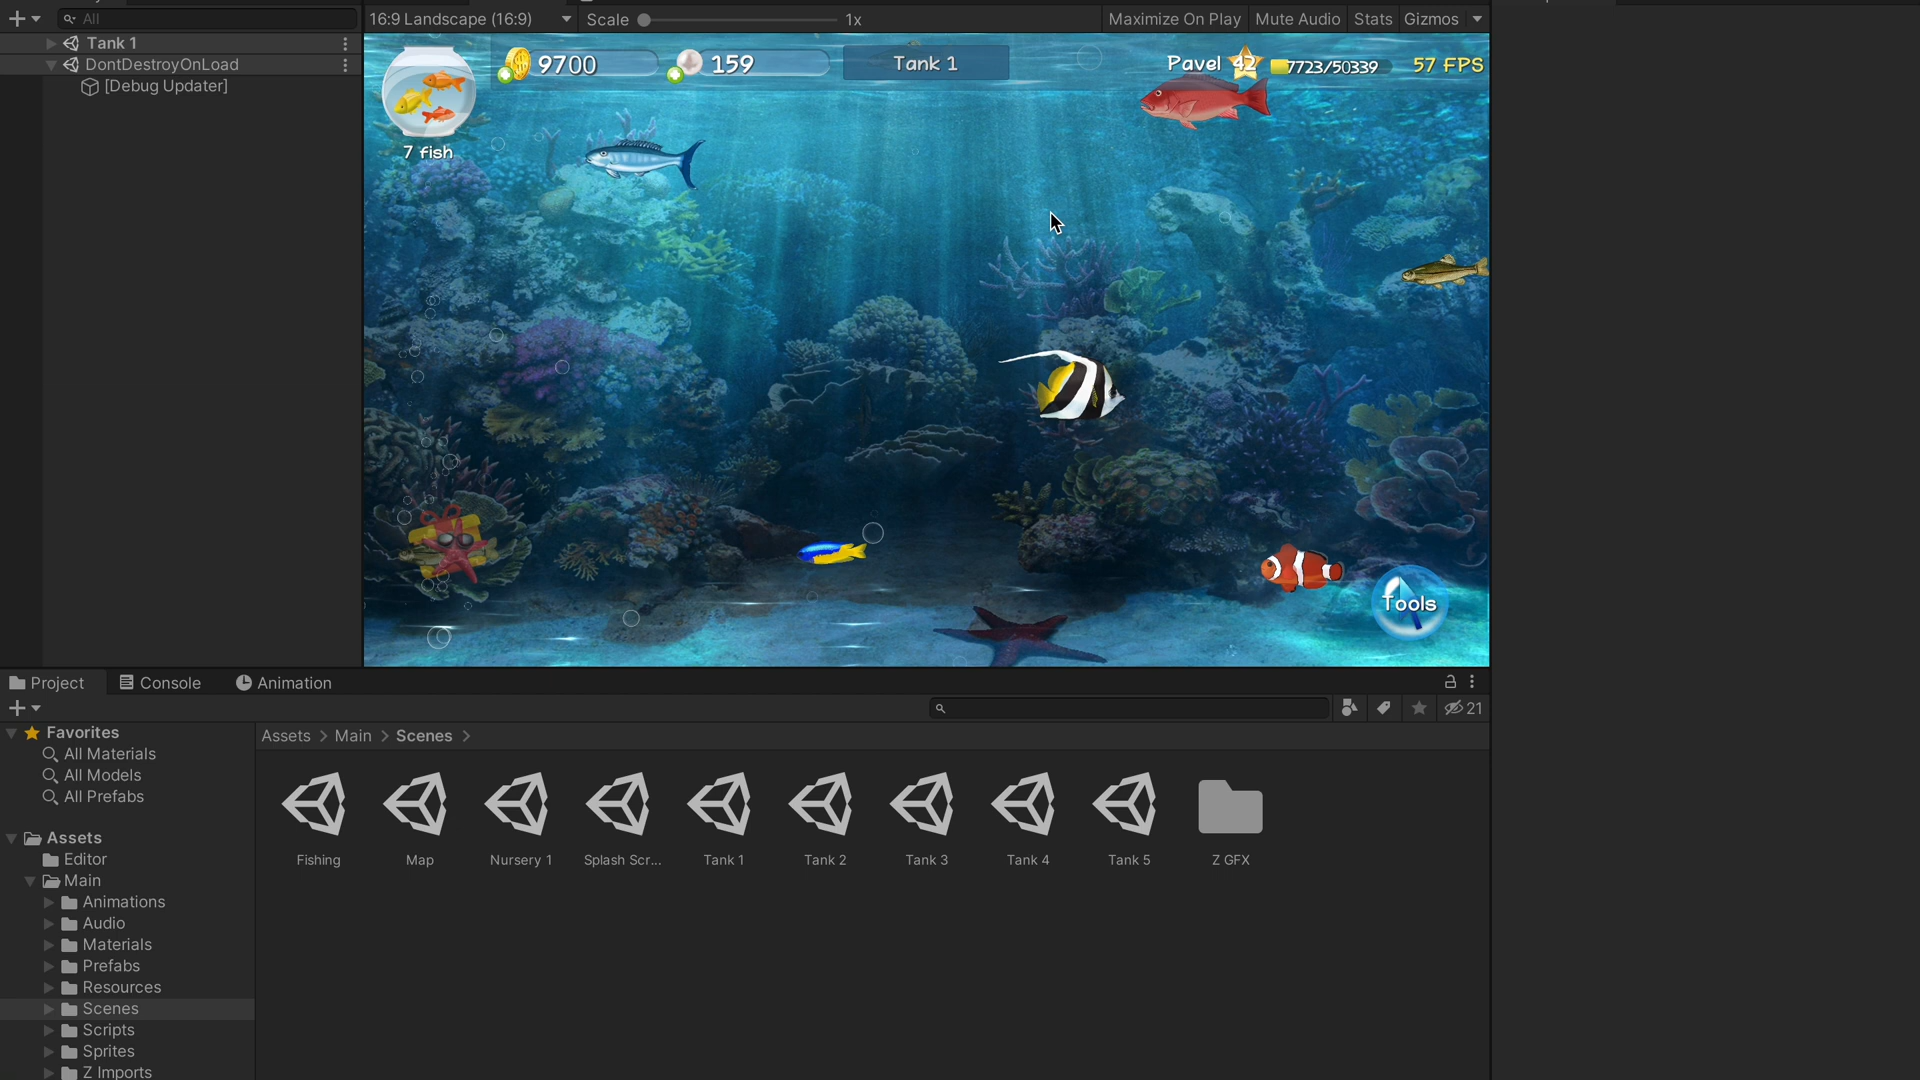 All
16:9 Landscape (16:9)
Scale
1x
Maximize On Play
Mute Audio
Stats
Gizmos
Tank 1
DontDestroyOnLoad
[Debug Updater]
9700
159
Tank 1
Pavel
42
7723/50339
57 FPS
7 fish
Tools
Project
Console
Animation
21
Favorites
All Materials
All Models
All Prefabs
Assets
Editor
Main
Animations
Audio
Materials
Prefabs
Resources
Scenes
Scripts
Sprites
Z Imports
Assets
Main
Scenes
Fishing
Map
Nursery 1
Splash Scr...
Tank 1
Tank 2
Tank 3
Tank 4
Tank 5
Z GFX